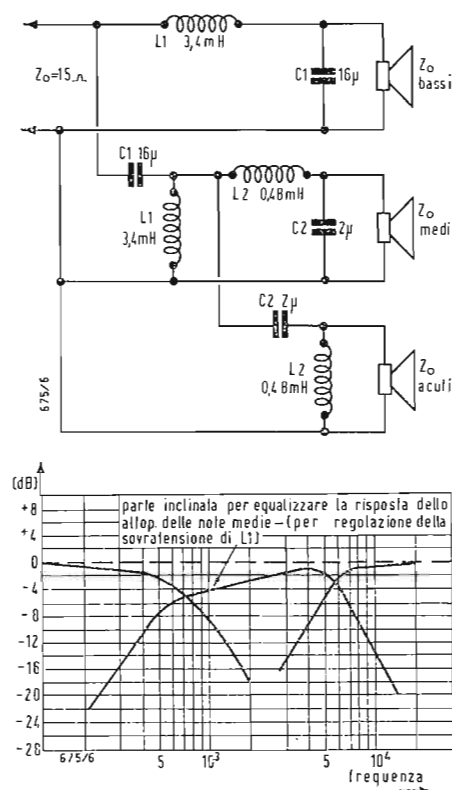 L1
3,4mH
Zo=15Ω
C1
16μ
Zo
bassi
C1 16μ
L2
0,48mH
L1
3,4mH
C2
2μ
Zo
medi
C2 2μ
L2
0,48mH
Zo
acuti
675/6
(dB)
+8
+4
0
-4
-8
-12
-16
-20
-24
-28
parte inclinata per equalizzare la risposta dello
altop. delle note medie-(per regolazione della
sovratensione di L1)
675/6
5
10³
5
10⁴
frequenza